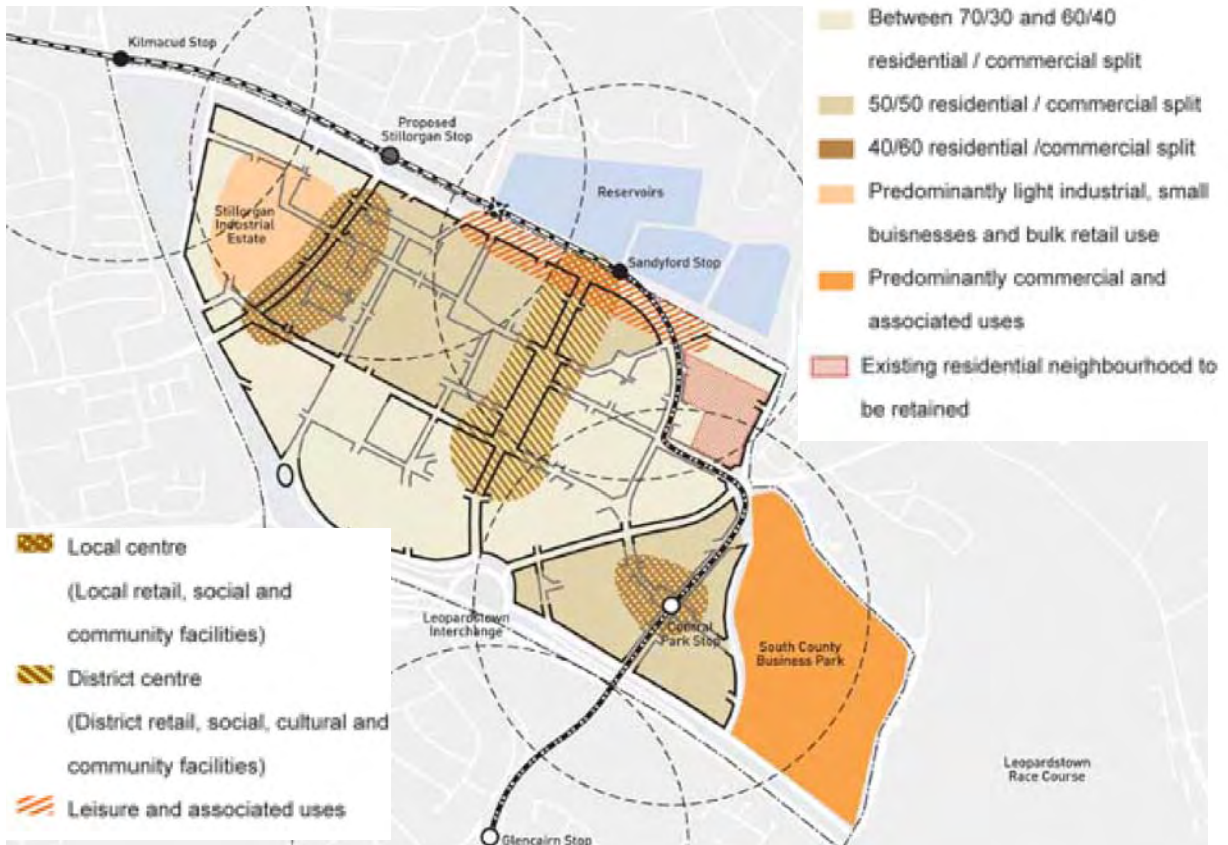 Kilmacud Stop
Proposed
Stillorgan Stop
Reservoirs
Stillorgan
Industrial
Estate
Sandyford Stop
Leopardstown
Interchange
Central
Park Stop
South County
Business Park
Leopardstown
Race Course
Glencairn Stop
Between 70/30 and 60/40
residential / commercial split
50/50 residential / commercial split
40/60 residential /commercial split
Predominantly light industrial, small
buisnesses and bulk retail use
Predominantly commercial and
associated uses
Existing residential neighbourhood to
be retained
Local centre
(Local retail, social and
community facilities)
District centre
(District retail, social, cultural and
community facilities)
Leisure and associated uses